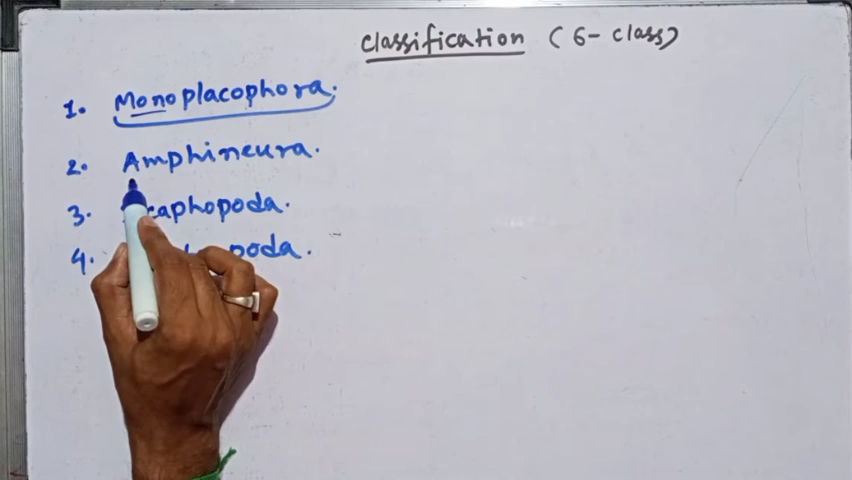 Classification (6- class)
1. Monoplacophora.
2. Amphineura.
3. caphopoda.
4. poda.